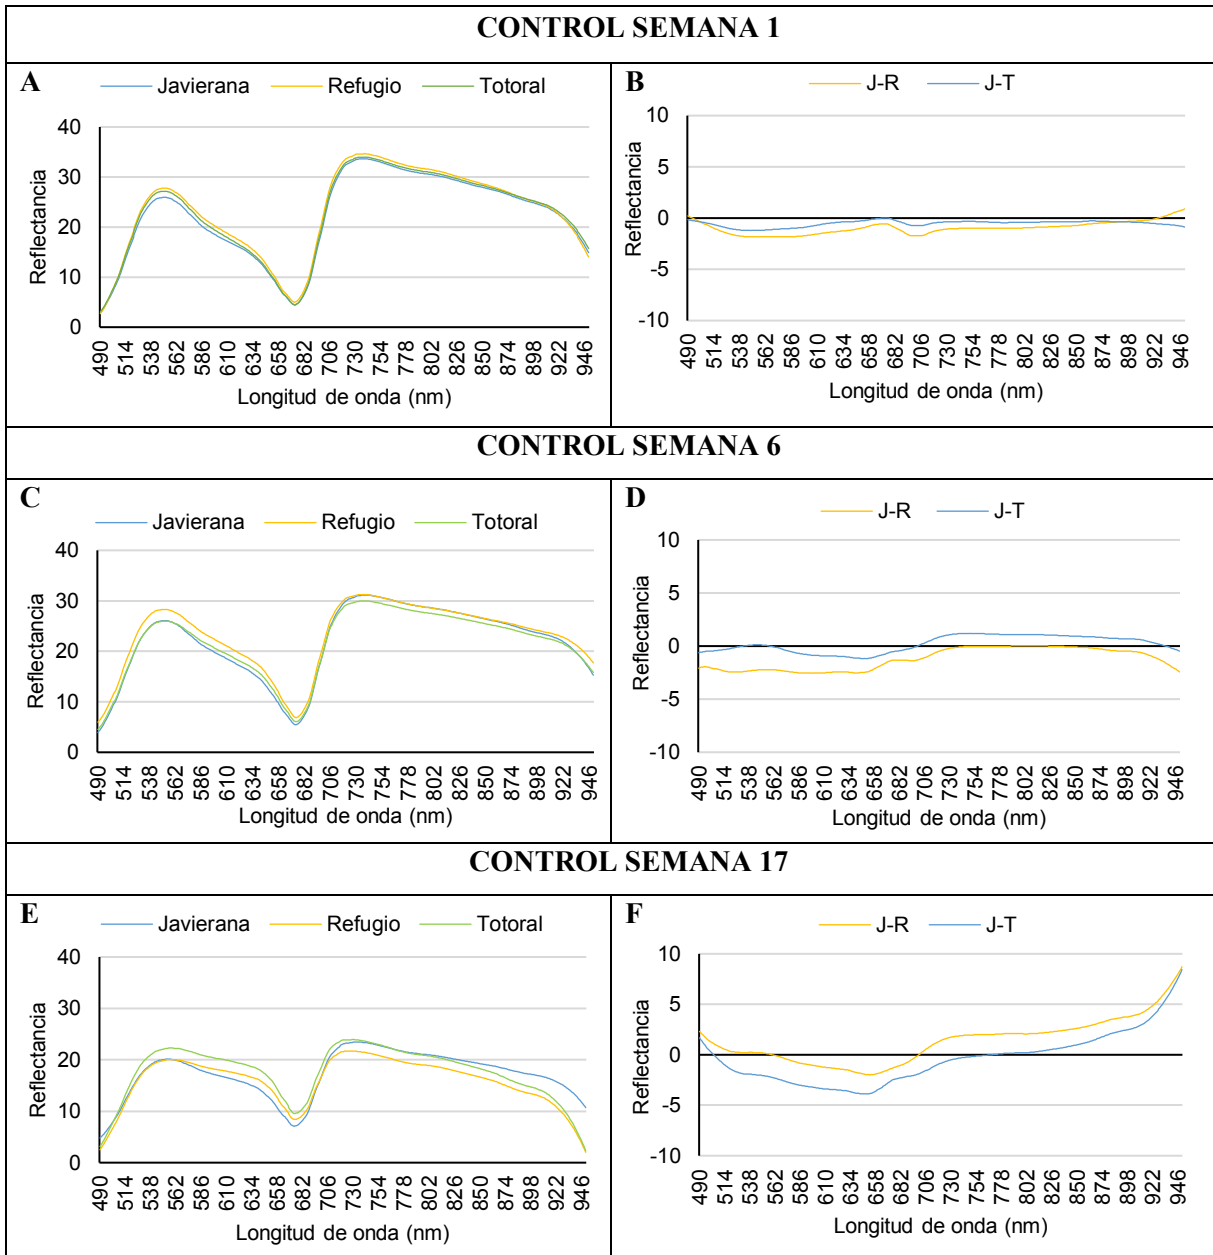 CONTROL SEMANA 1
A
Javierana Refugio Totoral
Reflectancia
40
30
20
10
0
490 514 538 562 586 610 634 658 682 706 730 754 778 802 826 850 874 898 922 946
Longitud de onda (nm)
B
J-R J-T
Reflectancia
10
5
0
-5
-10
490 514 538 562 586 610 634 658 682 706 730 754 778 802 826 850 874 898 922 946
Longitud de onda (nm)
CONTROL SEMANA 6
C
Javierana Refugio Totoral
Reflectancia
40
30
20
10
0
490 514 538 562 586 610 634 658 682 706 730 754 778 802 826 850 874 898 922 946
Longitud de onda (nm)
D
J-R J-T
Reflectancia
10
5
0
-5
-10
490 514 538 562 586 610 634 658 682 706 730 754 778 802 826 850 874 898 922 946
Longitud de onda (nm)
CONTROL SEMANA 17
E
Javierana Refugio Totoral
Reflectancia
40
30
20
10
0
490 514 538 562 586 610 634 658 682 706 730 754 778 802 826 850 874 898 922 946
Longitud de onda (nm)
F
J-R J-T
Reflectancia
10
5
0
-5
-10
490 514 538 562 586 610 634 658 682 706 730 754 778 802 826 850 874 898 922 946
Longitud de onda (nm)